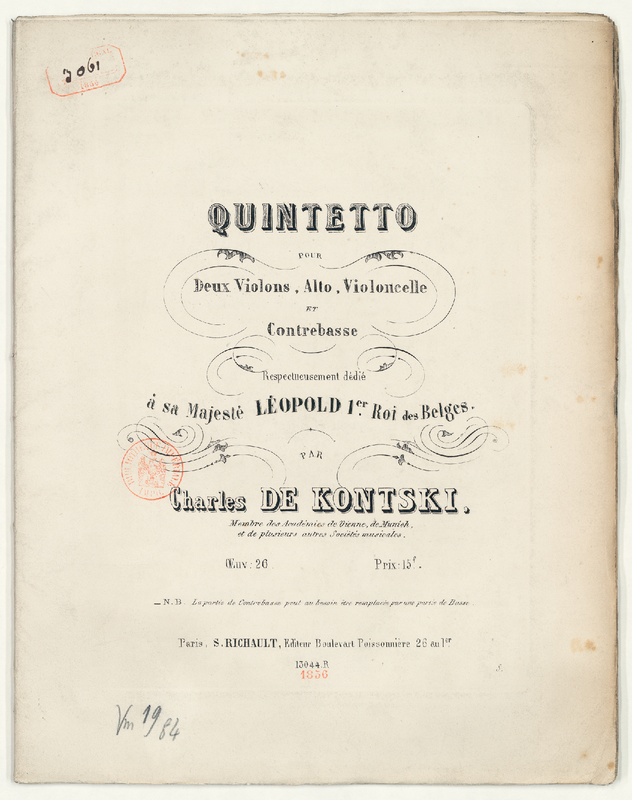 7061
QUINTETTO
POUR
Deux Violons, Alto, Violoncelle
ET
Contrebasse
Respectueusement dédié
à sa Majesté LÉOPOLD 1er Roi des Belges.
PAR
Charles DE KONTSKI.
Membre des Académies de Vienne, de Munich,
et de plusieurs autres Sociétés musicales.
Œuv: 26. Prix: 15f.
N.B. La partie de Contrebasse peut au besoin être remplacée par une partie de Basse.
Paris, S. RICHAULT, Editeur Boulevart Poissonnière 26 au 1er
13044.R.
1856
Vm 19
84